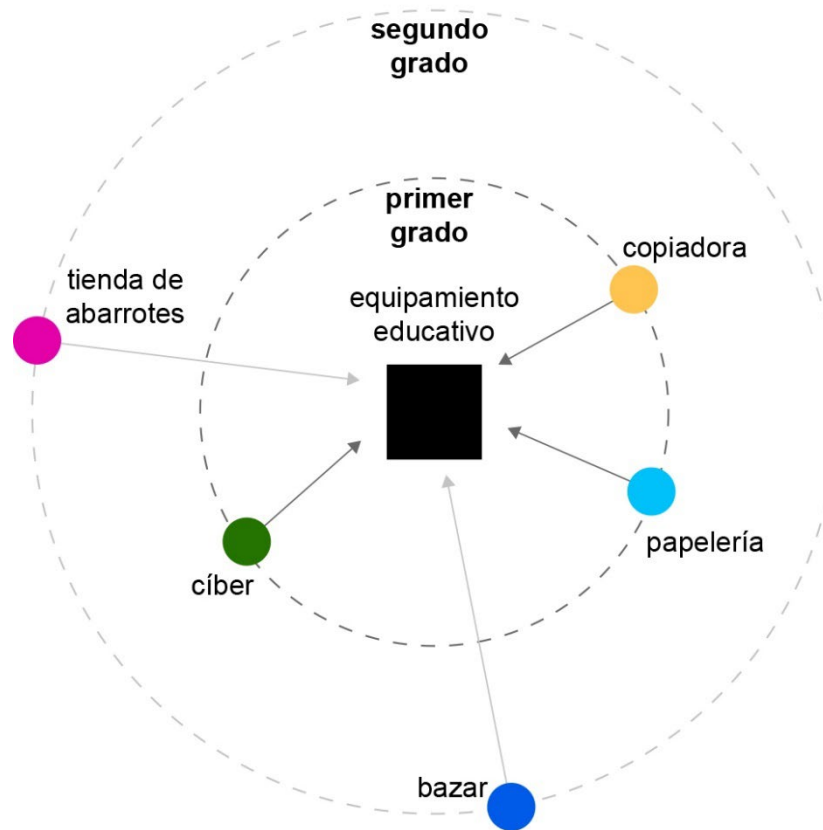 segundo
grado
primer
grado
copiadora
tienda de
abarrotes
equipamiento
educativo
papelería
cíber
bazar